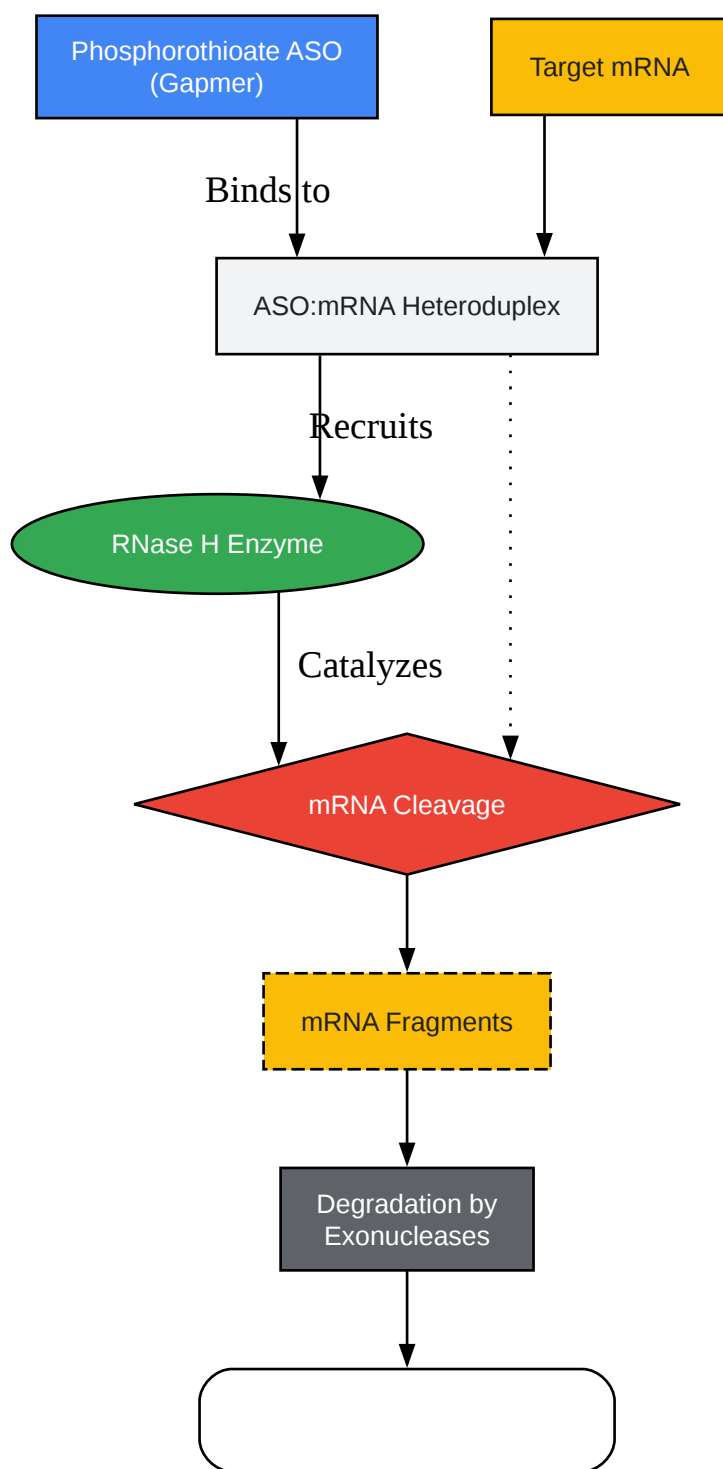 Phosphorothioate ASO
(Gapmer)
Target mRNA
Binds to
ASO:mRNA Heteroduplex
Recruits
RNase H Enzyme
Catalyzes
mRNA Cleavage
mRNA Fragments
Degradation by
Exonucleases